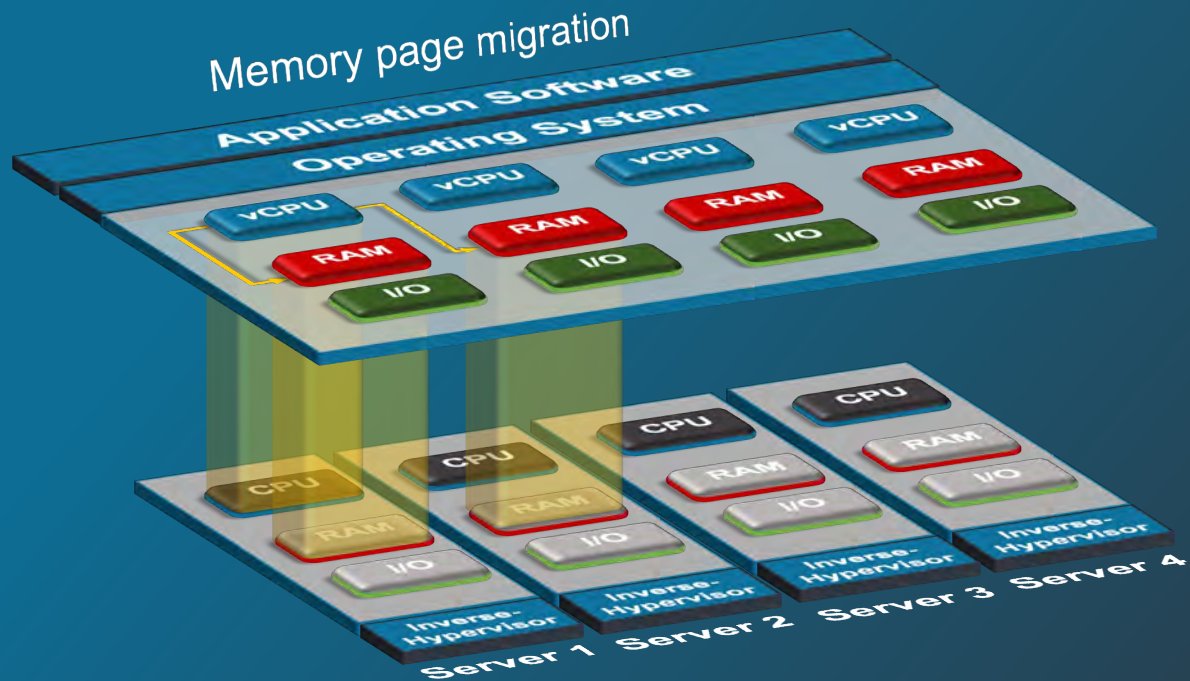 Memory page migration
Application Software
Operating System
vCPU
vCPU
vCPU
vCPU
RAM
RAM
RAM
RAM
I/O
I/O
I/O
I/O
CPU
CPU
CPU
CPU
RAM
RAM
RAM
RAM
I/O
I/O
I/O
I/O
Inverse-
Hypervisor
Inverse-
Hypervisor
Inverse-
Hypervisor
Inverse-
Hypervisor
Server 1
Server 2
Server 3
Server 4